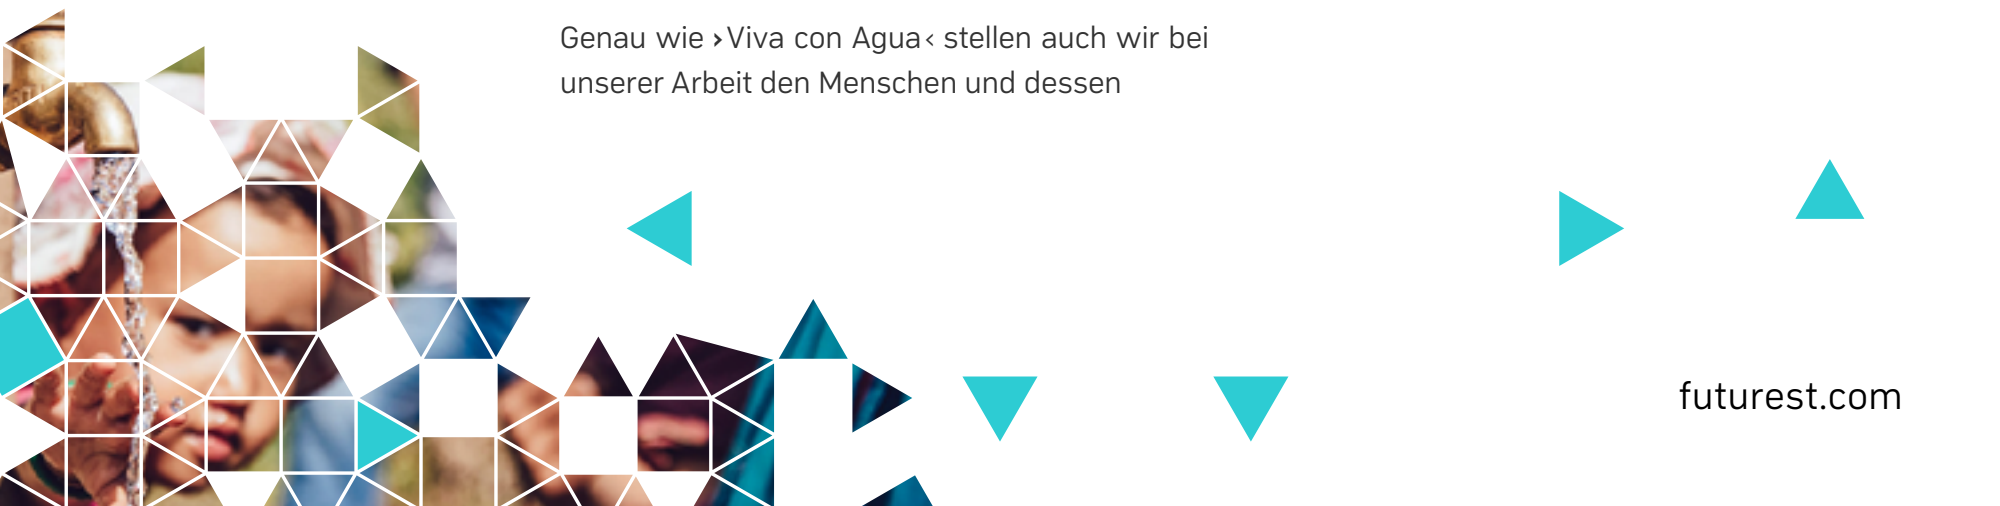 Genau wie ›Viva con Agua‹ stellen auch wir bei
unserer Arbeit den Menschen und dessen
futurest.com